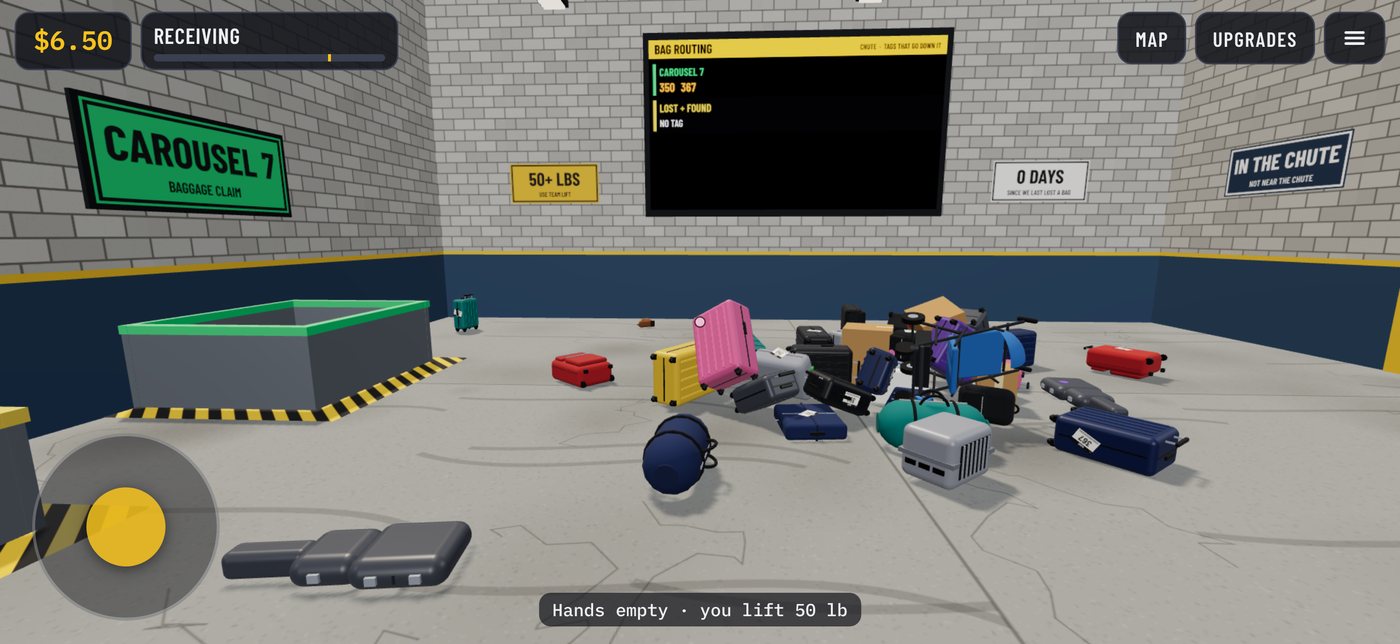 $6.50
RECEIVING
MAP
UPGRADES
CAROUSEL 7
BAGGAGE CLAIM
50+ LBS
USE TEAM LIFT
BAG ROUTING
CHUTE · TAGS THAT GO DOWN IT
CAROUSEL 7
350 367
LOST + FOUND
NO TAG
0 DAYS
SINCE WE LAST LOST A BAG
IN THE CHUTE
NOT NEAR THE CHUTE
367
Hands empty · you lift 50 lb